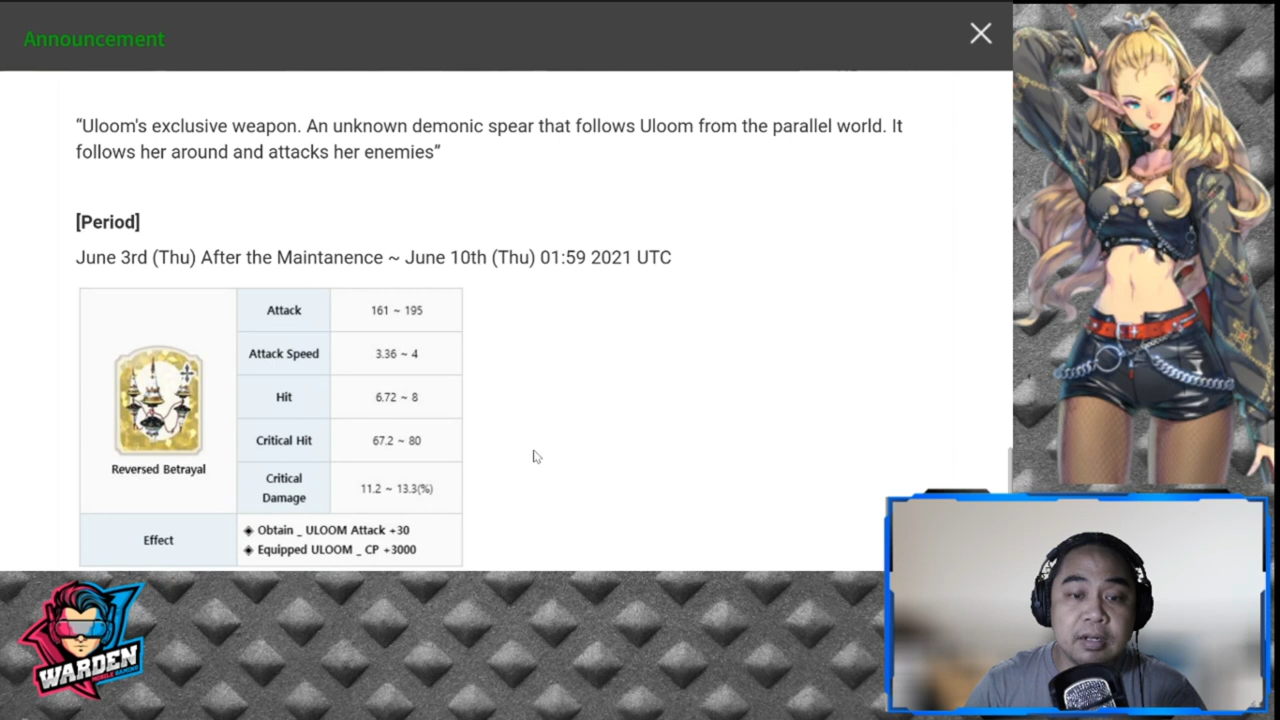 Announcement
“Uloom's exclusive weapon. An unknown demonic spear that follows Uloom from the parallel world. It
follows her around and attacks her enemies”
[Period]
June 3rd (Thu) After the Maintanence ~ June 10th (Thu) 01:59 2021 UTC
Attack 161 ~ 195
Attack Speed 3.36 ~ 4
Hit 6.72 ~ 8
Critical Hit 67.2 ~ 80
Critical
Damage 11.2 ~ 13.3(%)
Reversed Betrayal
Effect
◈ Obtain _ ULOOM Attack +30
◈ Equipped ULOOM _ CP +3000
WARDEN
MOBILE GAMING